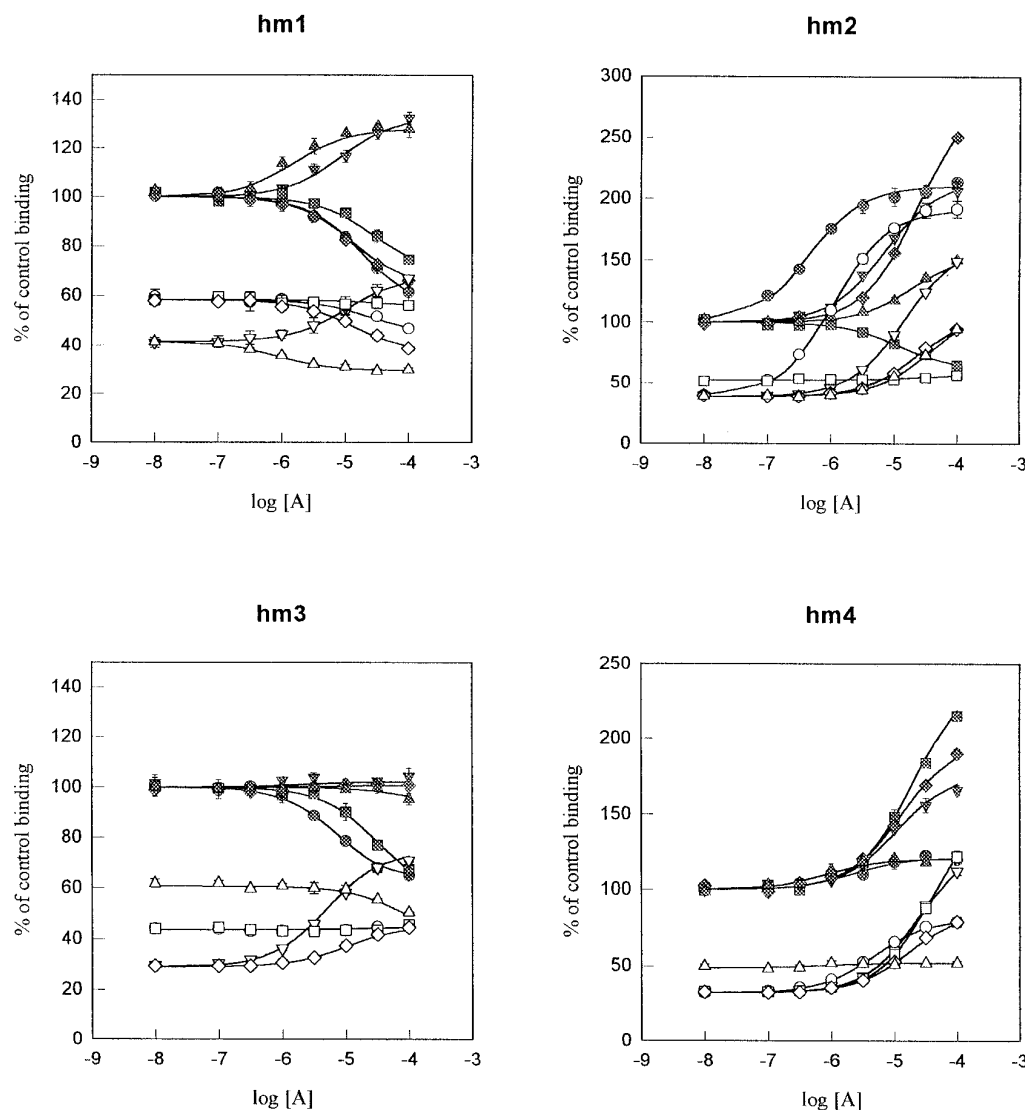 hm1
% of control binding
140
120
100
80
60
40
20
0
-9 -8 -7 -6 -5 -4 -3
log [A]
hm2
% of control binding
300
250
200
150
100
50
0
-9 -8 -7 -6 -5 -4 -3
log [A]
hm3
% of control binding
140
120
100
80
60
40
20
0
-9 -8 -7 -6 -5 -4 -3
log [A]
hm4
% of control binding
250
200
150
100
50
0
-9 -8 -7 -6 -5 -4 -3
log [A]